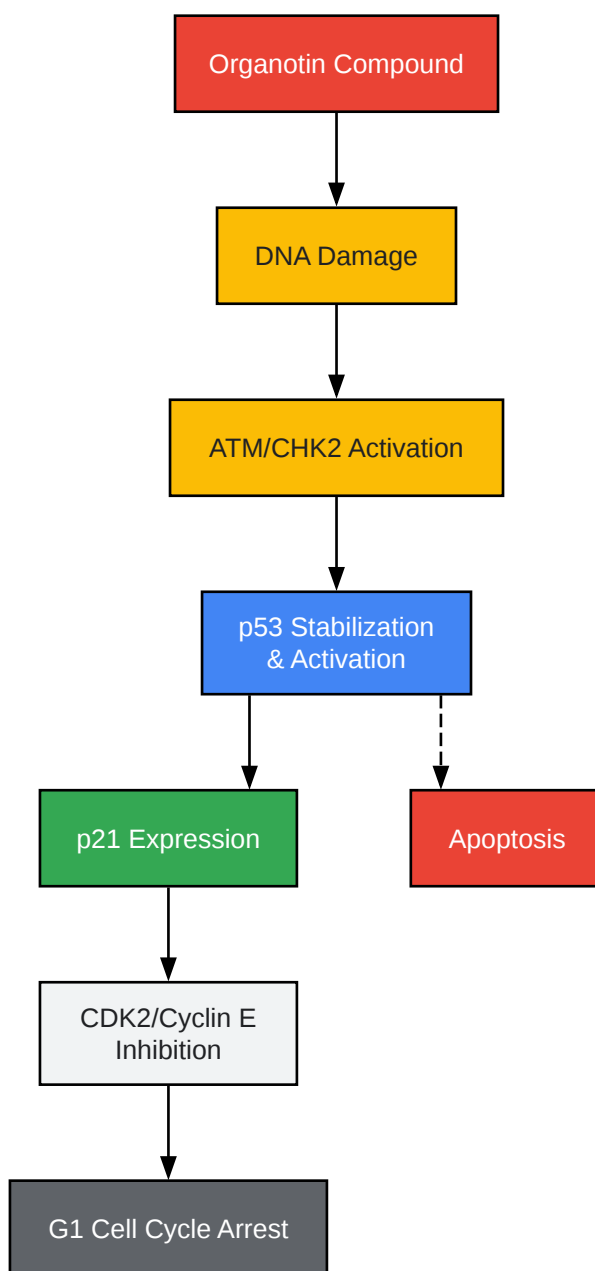 Organotin Compound
DNA Damage
ATM/CHK2 Activation
p53 Stabilization
& Activation
p21 Expression
Apoptosis
CDK2/Cyclin E
Inhibition
G1 Cell Cycle Arrest